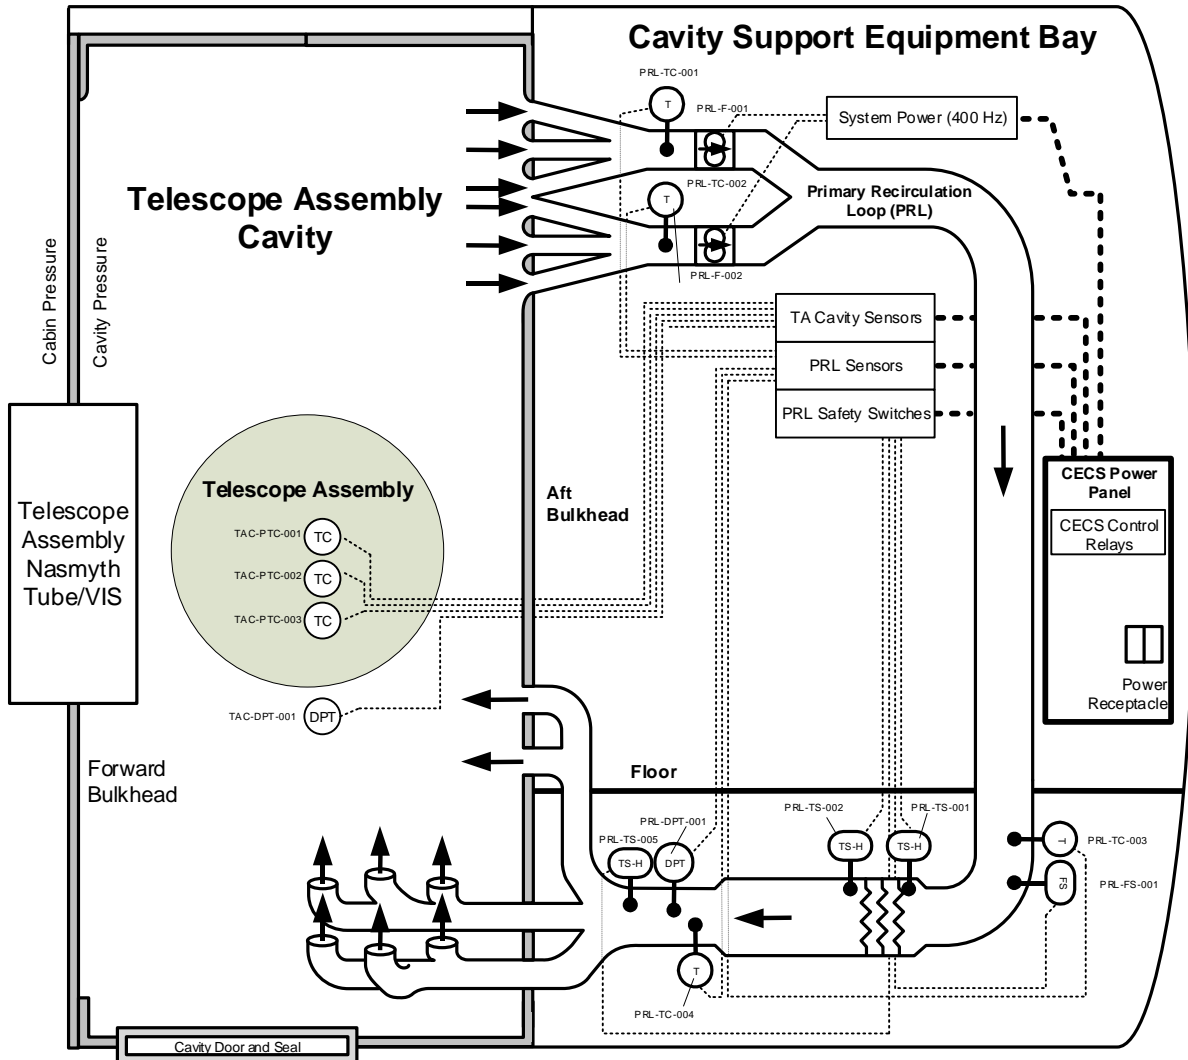 Cavity Support Equipment Bay
PRL-TC-001
T
PRL-F-001
System Power (400 Hz)
Telescope Assembly
Cavity
PRL-TC-002
T
Primary Recirculation
Loop (PRL)
PRL-F-002
Cabin Pressure
Cavity Pressure
TA Cavity Sensors
PRL Sensors
PRL Safety Switches
Telescope
Assembly
Nasmyth
Tube/VIS
Telescope Assembly
TAC-PTC-001
TC
TAC-PTC-002
TC
TAC-PTC-003
TC
TAC-DPT-001
DPT
Aft
Bulkhead
CECS Power
Panel
CECS Control
Relays
Power
Receptacle
Forward
Bulkhead
Floor
PRL-TS-002
PRL-TS-001
PRL-DPT-001
PRL-TS-005
TS-H
DPT
TS-H
TS-H
T
PRL-TC-003
FS
PRL-FS-001
T
PRL-TC-004
Cavity Door and Seal